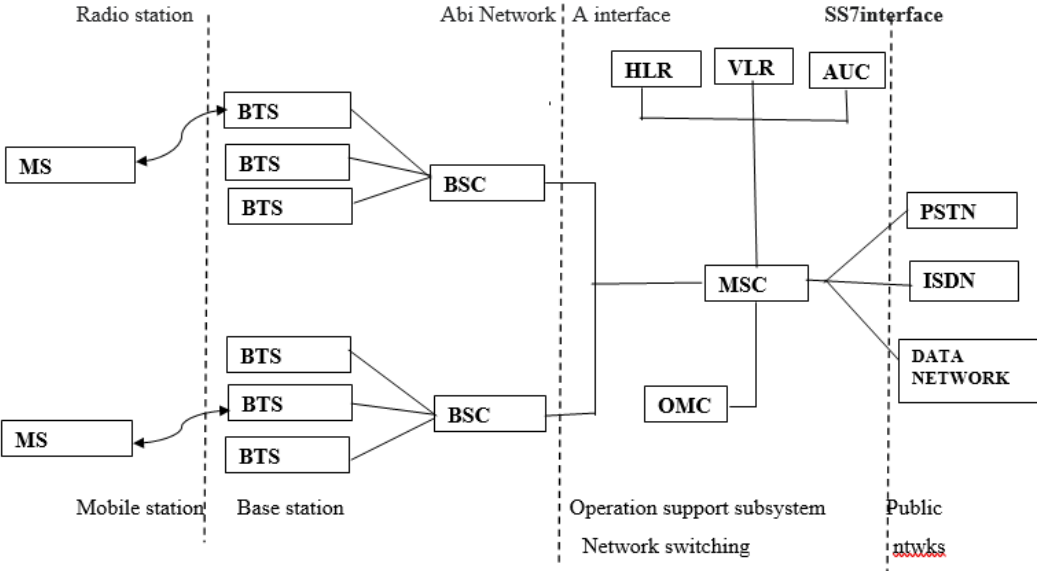 Radio station
Abi Network
A interface
SS7interface
HLR
VLR
AUC
BTS
MS
BTS
BSC
BTS
PSTN
MSC
ISDN
BTS
DATA
NETWORK
BTS
OMC
BSC
MS
BTS
Mobile station
Base station
Operation support subsystem
Public
Network switching
ntwks